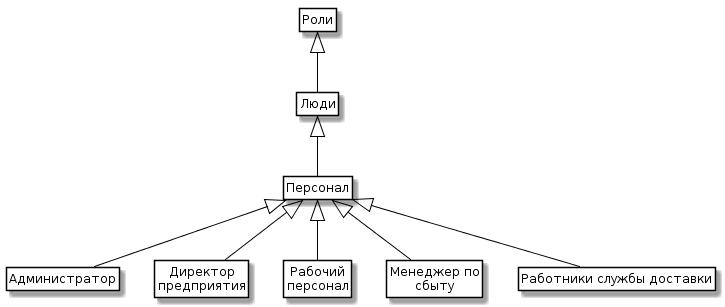 Роли
Люди
Персонал
Администратор
Директор
предприятия
Рабочий
персонал
Менеджер по
сбыту
Работники службы доставки